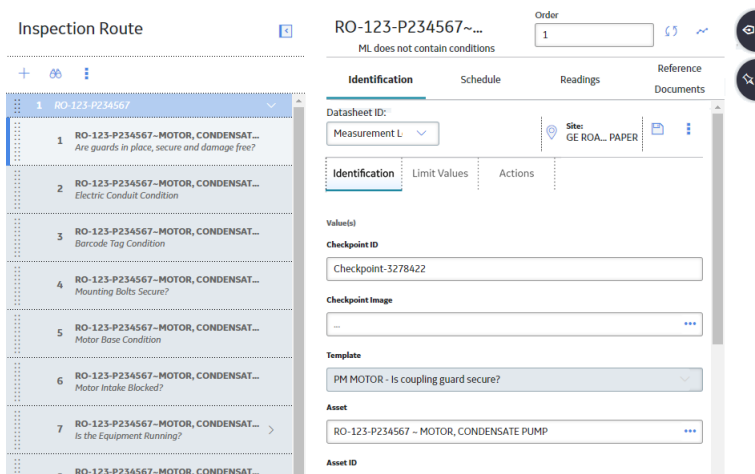 Inspection Route
1 RO-123-P234567
1 RO-123-P234567~MOTOR, CONDENSAT...
Are guards in place, secure and damage free?
2 RO-123-P234567~MOTOR, CONDENSAT...
Electric Conduit Condition
3 RO-123-P234567~MOTOR, CONDENSAT...
Barcode Tag Condition
4 RO-123-P234567~MOTOR, CONDENSAT...
Mounting Bolts Secure?
5 RO-123-P234567~MOTOR, CONDENSAT...
Motor Base Condition
6 RO-123-P234567~MOTOR, CONDENSAT...
Motor Intake Blocked?
7 RO-123-P234567~MOTOR, CONDENSAT...
Is the Equipment Running?
RO-123-P234567~MOTOR, CONDENSAT...
RO-123-P234567~...
ML does not contain conditions
Order
1
Identification
Schedule
Readings
Reference
Documents
Datasheet ID:
Measurement L
Site:
GE ROA... PAPER
Identification
Limit Values
Actions
Value(s)
Checkpoint ID
Checkpoint-3278422
Checkpoint Image
...
Template
PM MOTOR - Is coupling guard secure?
Asset
RO-123-P234567 ~ MOTOR, CONDENSATE PUMP
Asset ID